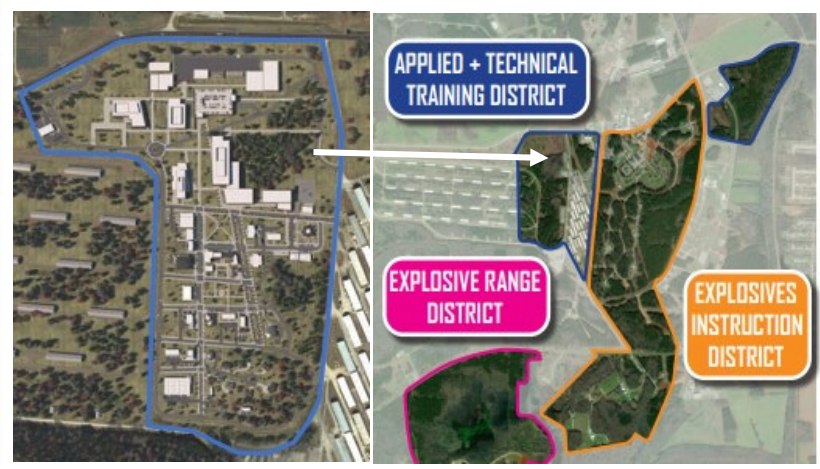 APPLIED + TECHNICAL
TRAINING DISTRICT
EXPLOSIVE RANGE
DISTRICT
EXPLOSIVES
INSTRUCTION
DISTRICT